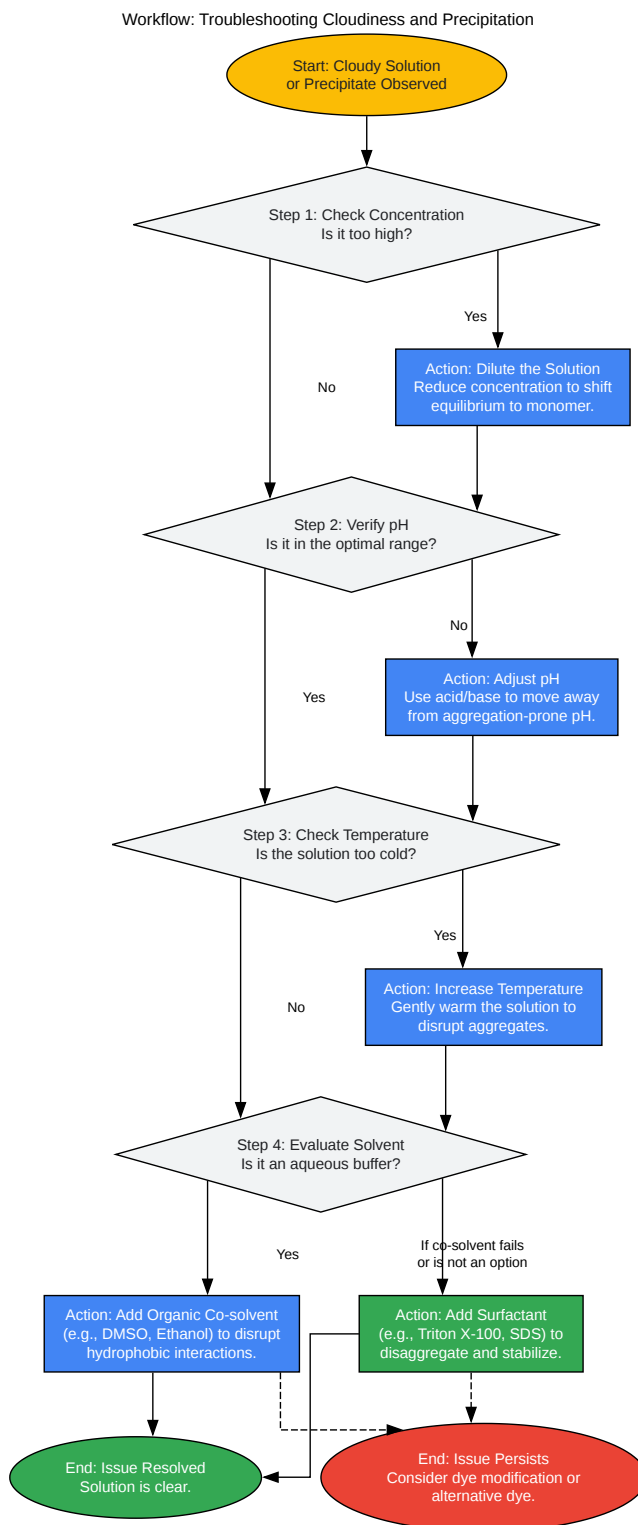 Workflow: Troubleshooting Cloudiness and Precipitation
Start: Cloudy Solution
or Precipitate Observed
Step 1: Check Concentration
Is it too high?
Yes
Action: Dilute the Solution
Reduce concentration to shift
equilibrium to monomer.
No
Step 2: Verify pH
Is it in the optimal range?
No
Action: Adjust pH
Use acid/base to move away
from aggregation-prone pH.
Yes
Step 3: Check Temperature
Is the solution too cold?
Yes
Action: Increase Temperature
Gently warm the solution to
disrupt aggregates.
No
Step 4: Evaluate Solvent
Is it an aqueous buffer?
Yes
If co-solvent fails
or is not an option
Action: Add Organic Co-solvent
(e.g., DMSO, Ethanol) to disrupt
hydrophobic interactions.
Action: Add Surfactant
(e.g., Triton X-100, SDS) to
disaggregate and stabilize.
End: Issue Resolved
Solution is clear.
End: Issue Persists
Consider dye modification or
alternative dye.